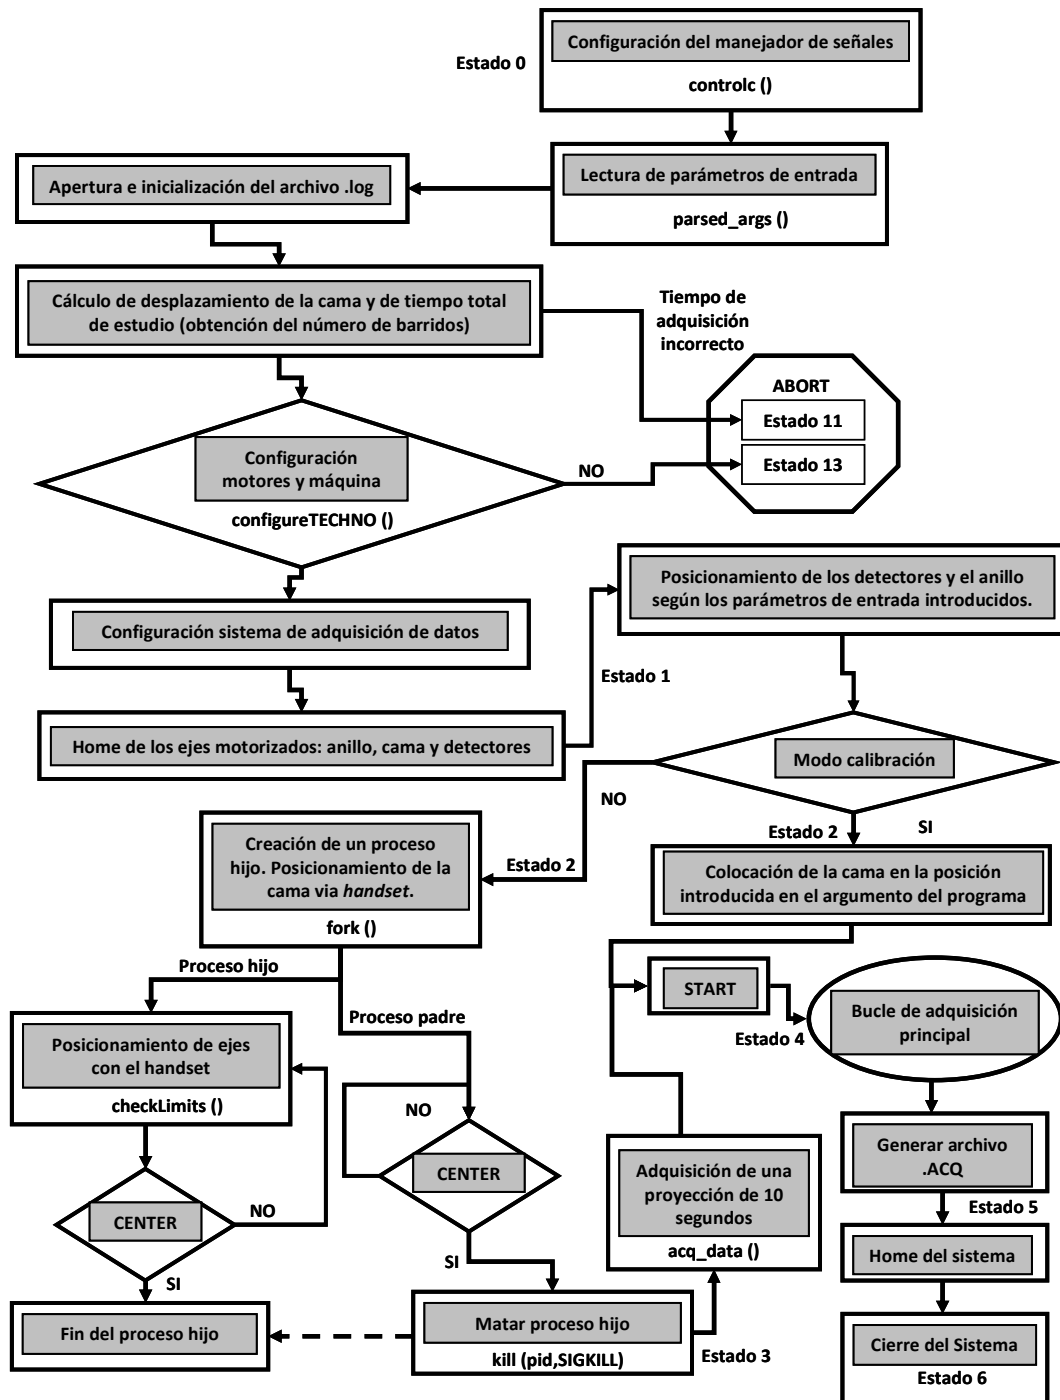 Configuración del manejador de señales
Estado 0
controlc ()
Lectura de parámetros de entrada
parsed_args ()
Apertura e inicialización del archivo .log
Cálculo de desplazamiento de la cama y de tiempo total
de estudio (obtención del número de barridos)
Tiempo de
adquisición
incorrecto
ABORT
Estado 11
Estado 13
Configuración
motores y máquina
configureTECHNO ()
NO
Configuración sistema de adquisición de datos
Home de los ejes motorizados: anillo, cama y detectores
Estado 1
Posicionamiento de los detectores y el anillo
según los parámetros de entrada introducidos.
Modo calibración
NO
SI
Estado 2
Estado 2
Colocación de la cama en la posición
introducida en el argumento del programa
Creación de un proceso
hijo. Posicionamiento de la
cama via handset.
fork ()
Proceso hijo
Proceso padre
START
Estado 4
Bucle de adquisición
principal
Posicionamiento de ejes
con el handset
checkLimits ()
CENTER
NO
SI
Fin del proceso hijo
NO
CENTER
SI
Matar proceso hijo
kill (pid,SIGKILL)
Estado 3
Adquisición de una
proyección de 10
segundos
acq_data ()
Generar archivo
.ACQ
Estado 5
Home del sistema
Cierre del Sistema
Estado 6